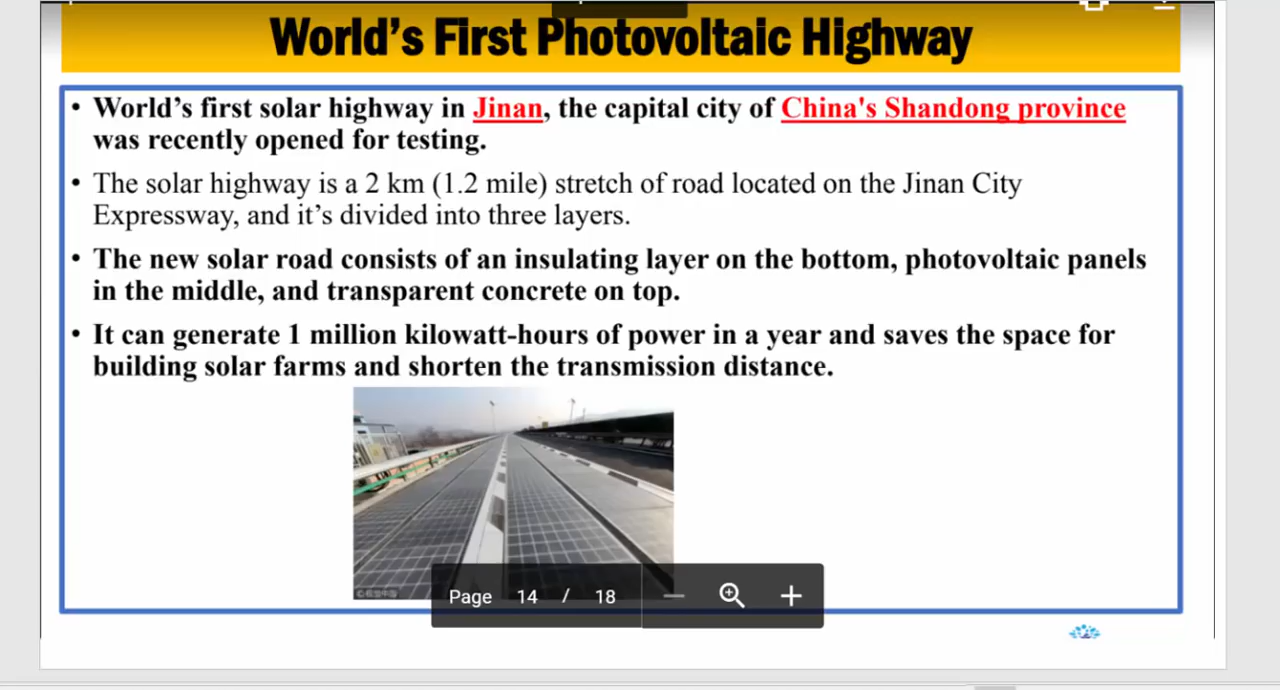 World's First Photovoltaic Highway
• World's first solar highway in Jinan, the capital city of China's Shandong province
was recently opened for testing.
• The solar highway is a 2 km (1.2 mile) stretch of road located on the Jinan City
Expressway, and it's divided into three layers.
• The new solar road consists of an insulating layer on the bottom, photovoltaic panels
in the middle, and transparent concrete on top.
• It can generate 1 million kilowatt-hours of power in a year and saves the space for
building solar farms and shorten the transmission distance.
Page 14 / 18